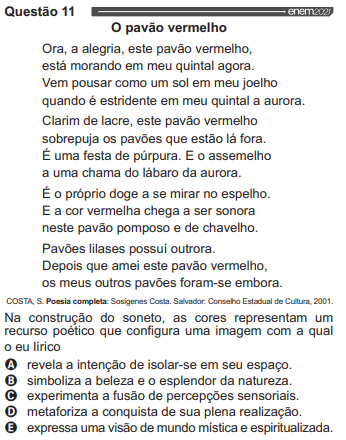 Questão 11 enem2021
O pavão vermelho
Ora, a alegria, este pavão vermelho,
está morando em meu quintal agora.
Vem pousar como um sol em meu joelho
quando é estridente em meu quintal a aurora.
Clarim de lacre, este pavão vermelho
sobrepuja os pavões que estão lá fora.
É uma festa de púrpura. E o assemelho
a uma chama do lábaro da aurora.
É o próprio doge a se mirar no espelho.
E a cor vermelha chega a ser sonora
neste pavão pomposo e de chavelho.
Pavões lilases possuí outrora.
Depois que amei este pavão vermelho,
os meus outros pavões foram-se embora.
COSTA, S. Poesia completa: Sosígenes Costa. Salvador: Conselho Estadual de Cultura, 2001.
Na construção do soneto, as cores representam um
recurso poético que configura uma imagem com a qual
o eu lírico
A revela a intenção de isolar-se em seu espaço.
B simboliza a beleza e o esplendor da natureza.
C experimenta a fusão de percepções sensoriais.
D metaforiza a conquista de sua plena realização.
E expressa uma visão de mundo mística e espiritualizada.